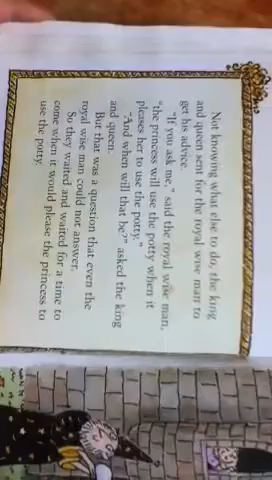 Not knowing what else to do, the king
and queen sent for the royal wise man to
get his advice.
"If you ask me," said the royal wise man,
"the princess will use the potty when it
pleases her to use the potty."
"And when will that be?" asked the king
and queen.
But that was a question that even the
royal wise man could not answer.
So they waited and waited for a time to
come when it would please the princess to
use the potty.